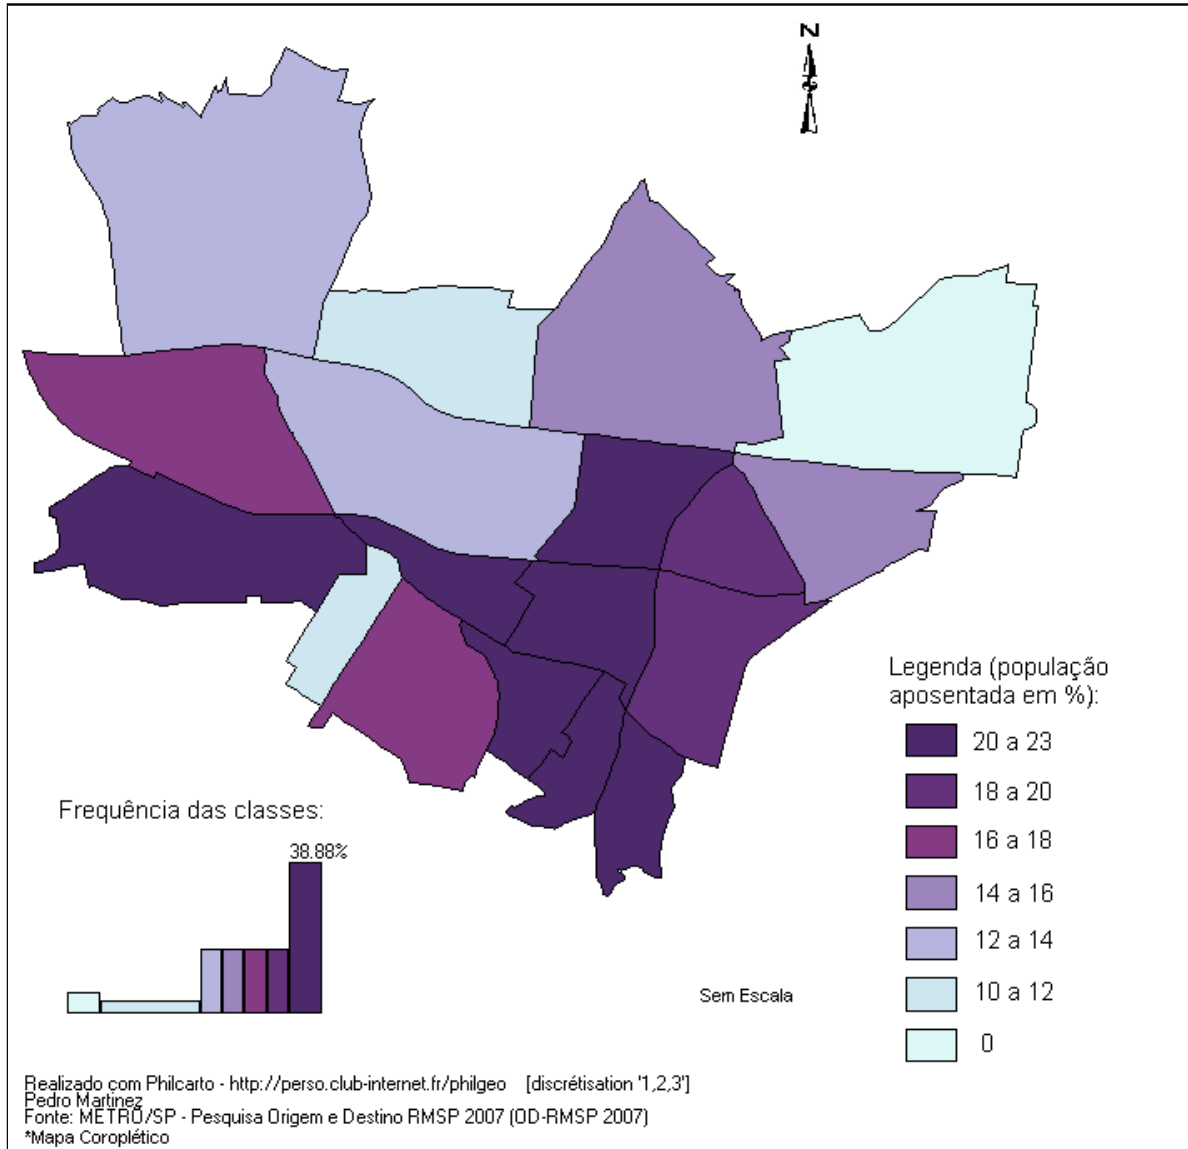 N
Legenda (população
aposentada em %):
20 a 23
18 a 20
16 a 18
14 a 16
12 a 14
10 a 12
0
Frequência das classes:
38.88%
Sem Escala
Realizado com Philcarto - http://perso.club-internet.fr/philgeo [discrétisation '1,2,3']
Pedro Martinez
Fonte: METRÔ/SP - Pesquisa Origem e Destino RMSP 2007 (OD-RMSP 2007)
*Mapa Coroplético